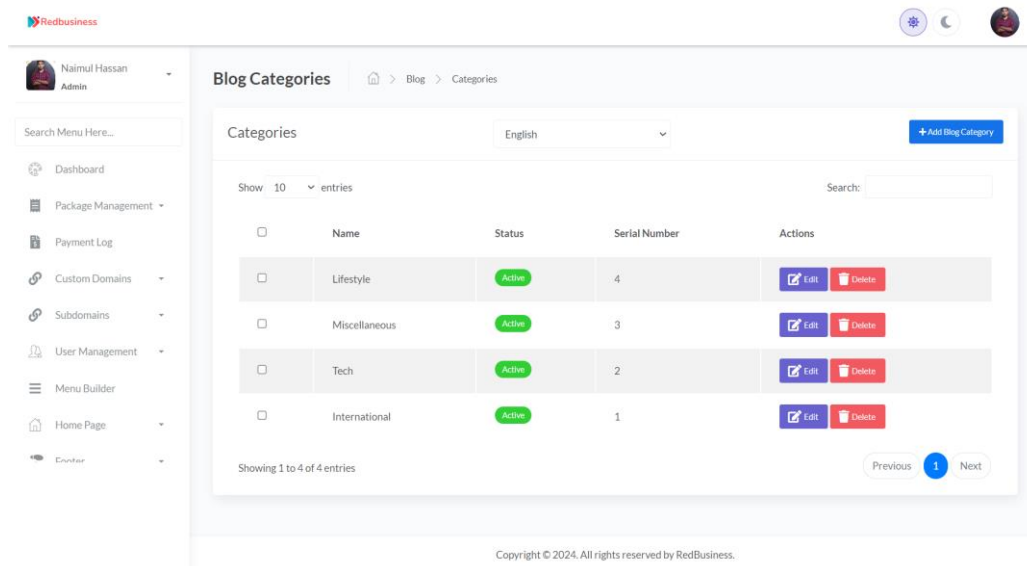 Redbusiness
Naimul Hassan
Admin
Search Menu Here...
Dashboard
Package Management
Payment Log
Custom Domains
Subdomains
User Management
Menu Builder
Home Page
Footer
Blog Categories > Blog > Categories
Categories English +Add Blog Category
Show 10 entries Search:
Name Status Serial Number Actions
Lifestyle Active 4 Edit Delete
Miscellaneous Active 3 Edit Delete
Tech Active 2 Edit Delete
International Active 1 Edit Delete
Showing 1 to 4 of 4 entries Previous 1 Next
Copyright © 2024. All rights reserved by RedBusiness.